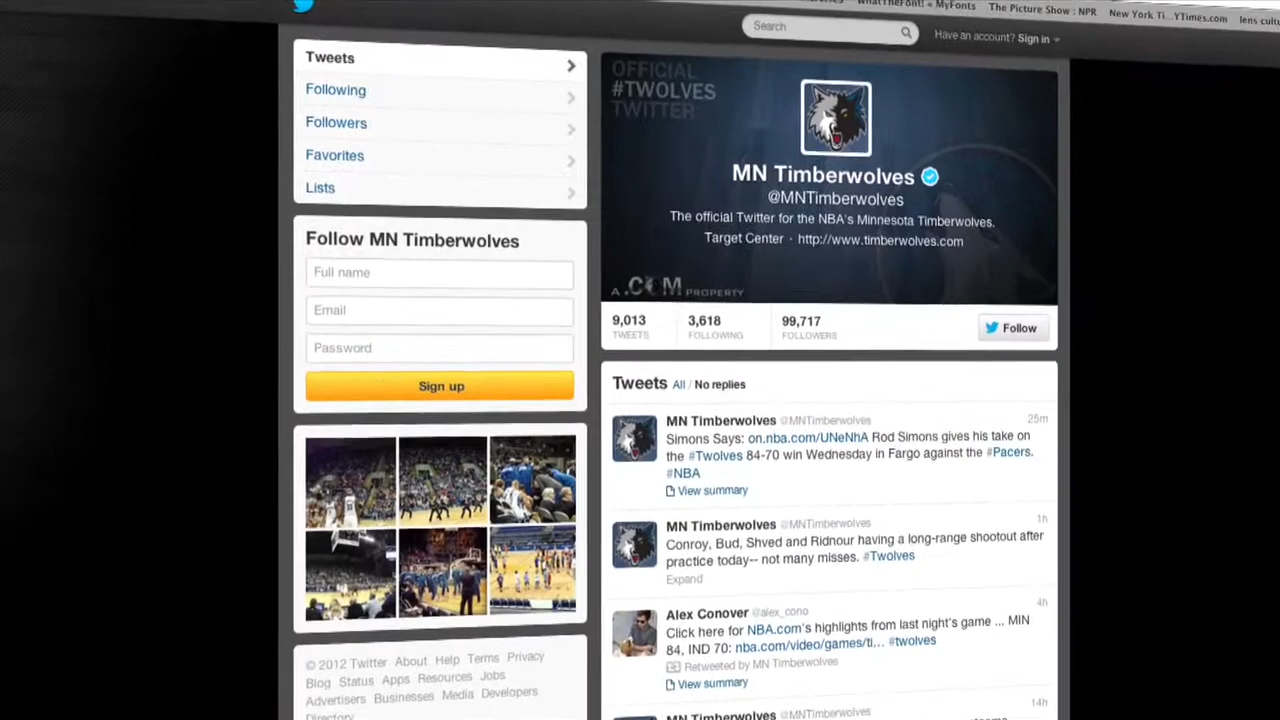 MyFonts
The Picture Show : NPR
New York Ti...YTimes.com
lens cultu
Search
Have an account? Sign in
Tweets
Following
Followers
Favorites
Lists
Follow MN Timberwolves
Full name
Email
Password
Sign up
© 2012 Twitter About Help Terms Privacy
Blog Status Apps Resources Jobs
Advertisers Businesses Media Developers
Directory
OFFICIAL
#TWOLVES
TWITTER
MN Timberwolves
@MNTimberwolves
The official Twitter for the NBA's Minnesota Timberwolves.
Target Center · http://www.timberwolves.com
A .COM PROPERTY
9,013
TWEETS
3,618
FOLLOWING
99,717
FOLLOWERS
Follow
Tweets All / No replies
MN Timberwolves @MNTimberwolves 25m
Simons Says: on.nba.com/UNeNhA Rod Simons gives his take on
the #Twolves 84-70 win Wednesday in Fargo against the #Pacers.
#NBA
View summary
MN Timberwolves @MNTimberwolves 1h
Conroy, Bud, Shved and Ridnour having a long-range shootout after
practice today-- not many misses. #Twolves
Expand
Alex Conover @alex_cono 4h
Click here for NBA.com's highlights from last night's game ... MIN
84, IND 70: nba.com/video/games/ti... #twolves
Retweeted by MN Timberwolves
View summary
MN Timberwolves @MNTimberwolves 14h